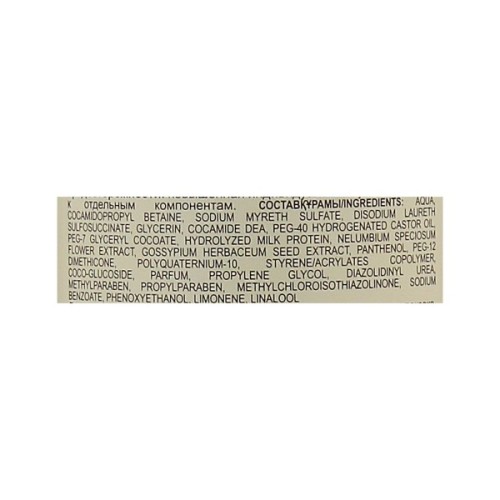 к отдельным компонентам. СОСТАВ/ҚҰРАМЫ/INGREDIENTS: AQUA,
COCAMIDOPROPYL BETAINE, SODIUM MYRETH SULFATE, DISODIUM LAURETH
SULFOSUCCINATE, GLYCERIN, COCAMIDE DEA, PEG-40 HYDROGENATED CASTOR OIL,
PEG-7 GLYCERYL COCOATE, HYDROLYZED MILK PROTEIN, NELUMBIUM SPECIOSUM
FLOWER EXTRACT, GOSSYPIUM HERBACEUM SEED EXTRACT, PANTHENOL, PEG-12
DIMETHICONE, POLYQUATERNIUM-10, STYRENE/ACRYLATES COPOLYMER,
COCO-GLUCOSIDE, PARFUM, PROPYLENE GLYCOL, DIAZOLIDINYL UREA,
METHYLPARABEN, PROPYLPARABEN, METHYLCHLOROISOTHIAZOLINONE, SODIUM
BENZOATE, PHENOXYETHANOL, LIMONENE, LINALOOL